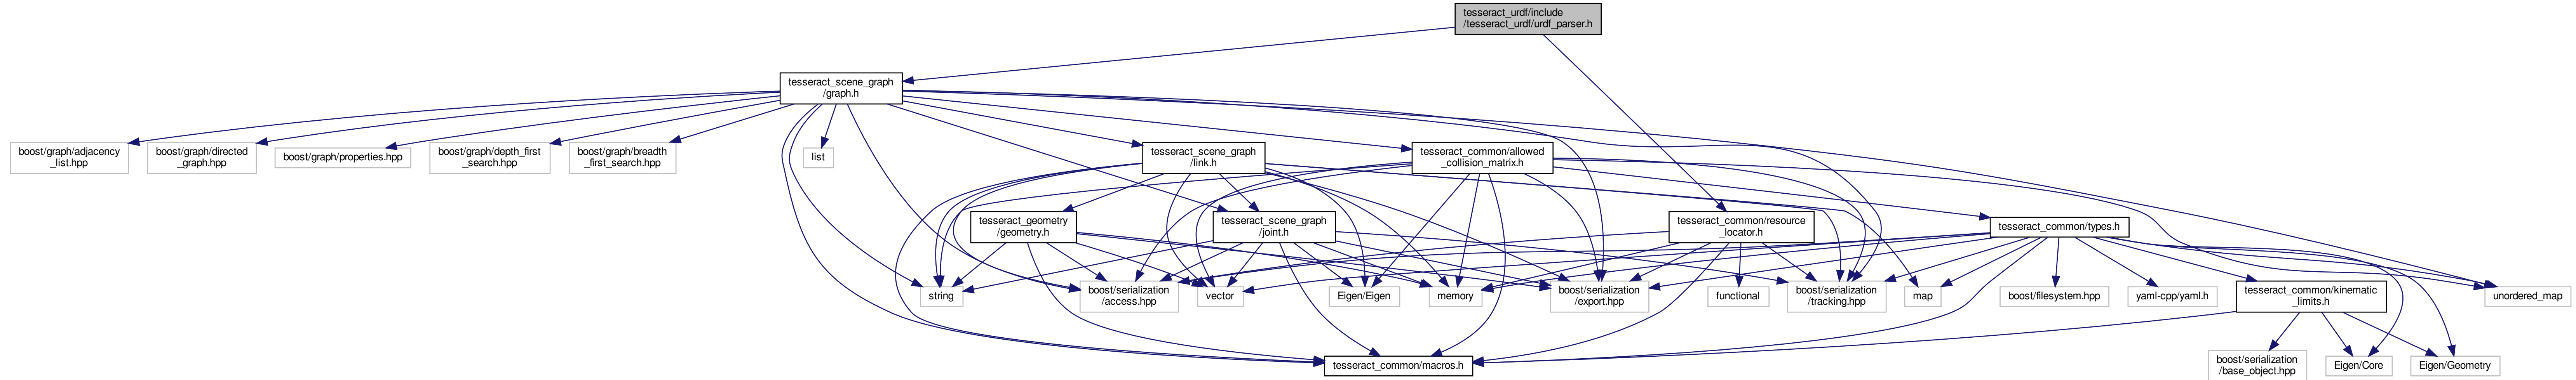 tesseract_urdf/include
/tesseract_urdf/urdf_parser.h
tesseract_scene_graph
/graph.h
boost/graph/adjacency
_list.hpp
boost/graph/directed
_graph.hpp
boost/graph/properties.hpp
boost/graph/depth_first
_search.hpp
boost/graph/breadth
_first_search.hpp
list
tesseract_scene_graph
/link.h
tesseract_common/allowed
_collision_matrix.h
tesseract_geometry
/geometry.h
tesseract_scene_graph
/joint.h
tesseract_common/resource
_locator.h
tesseract_common/types.h
string
boost/serialization
/access.hpp
vector
Eigen/Eigen
memory
boost/serialization
/export.hpp
functional
boost/serialization
/tracking.hpp
map
boost/filesystem.hpp
yaml-cpp/yaml.h
tesseract_common/kinematic
_limits.h
unordered_map
tesseract_common/macros.h
boost/serialization
/base_object.hpp
Eigen/Core
Eigen/Geometry